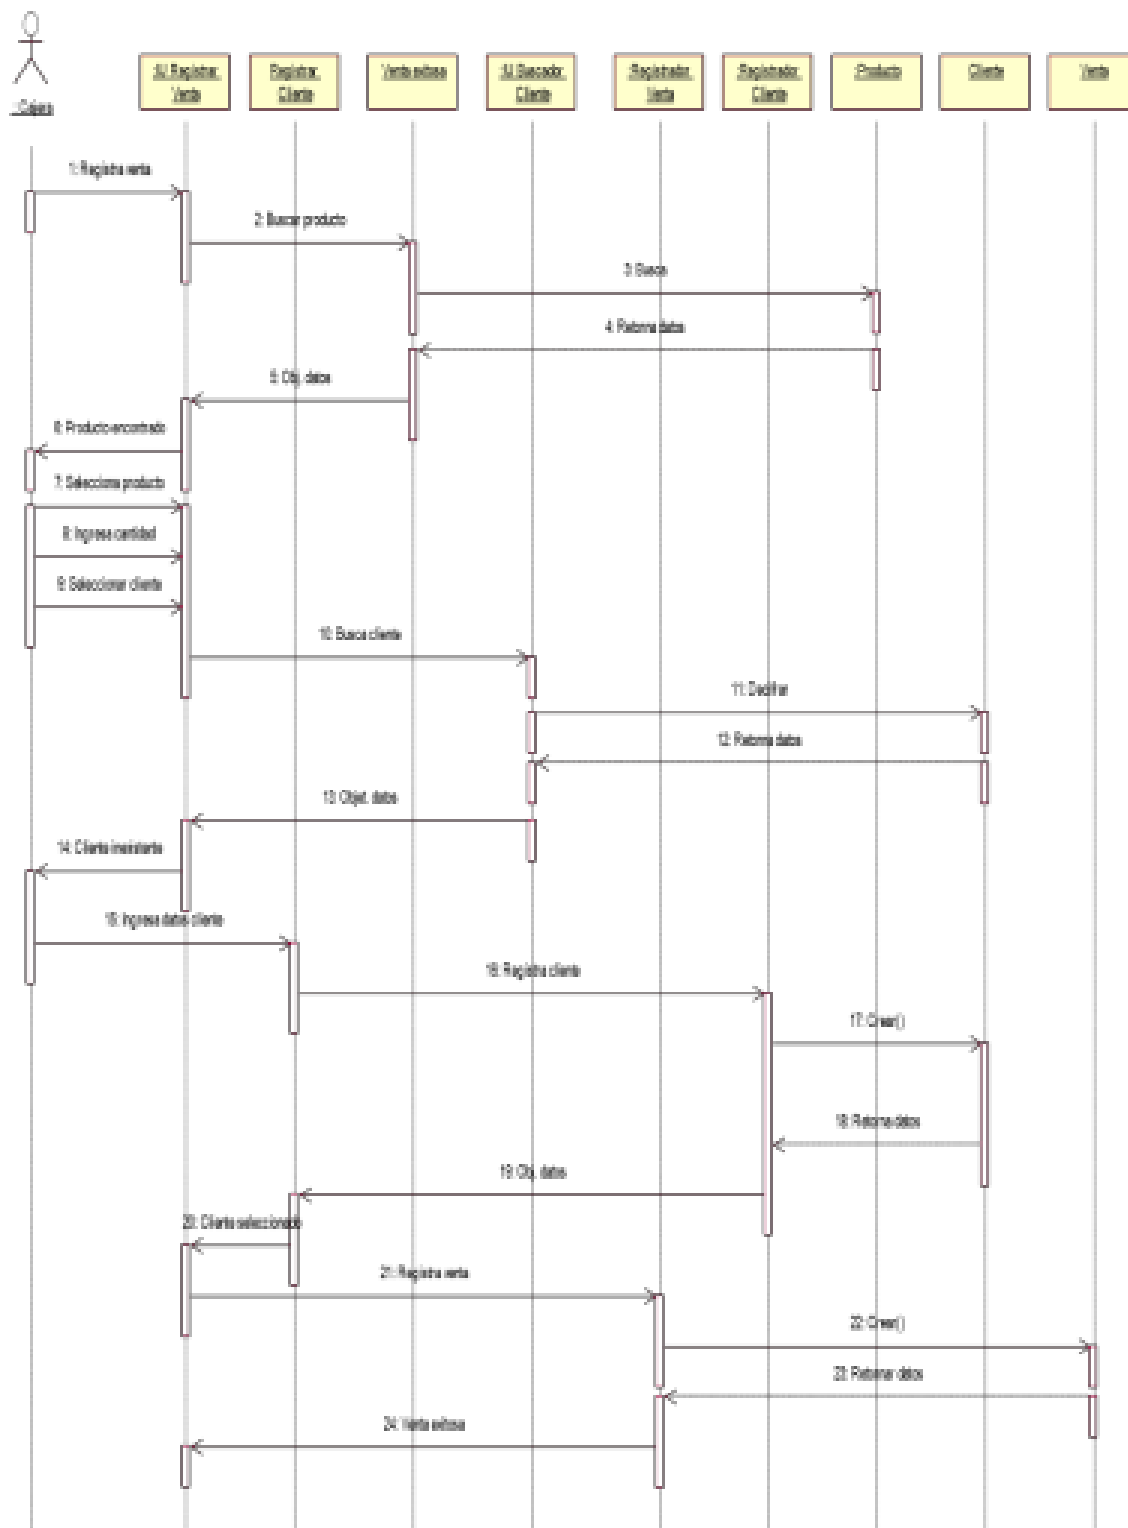 : Cajera
IU Registrar
Venta
Registrar
Cliente
Venta exitosa
IU Buscador
Cliente
Registrador
Venta
Registrador
Cliente
Producto
Cliente
Venta
1: Registra venta
2: Buscar producto
3: Busca
4: Retorna datos
5: Obj. datos
6: Producto encontrado
7: Selecciona producto
8: Ingresa cantidad
9: Seleccionar cliente
10: Busca cliente
11:
12: Retorna datos
13: Objet. datos
14: Cliente inexistente
15: Ingresa datos cliente
16: Registra cliente
17: Crear()
18: Retorna datos
19: Obj. datos
20: Cliente seleccionado
21: Registra venta
22: Crear()
23: Retornar datos
24: Venta exitosa